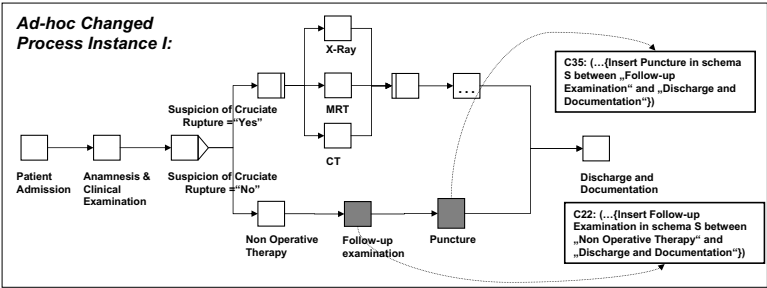 Ad-hoc Changed
Process Instance I:
X-Ray
MRT
CT
...
Suspicion of Cruciate
Rupture ="Yes"
Patient
Admission
Anamnesis &
Clinical
Examination
Suspicion of Cruciate
Rupture ="No"
Non Operative
Therapy
Follow-up
examination
Puncture
Discharge and
Documentation
C35: (…{Insert Puncture in schema
S between „Follow-up
Examination“ and „Discharge and
Documentation“})
C22: (…{Insert Follow-up
Examination in schema S between
„Non Operative Therapy“ and
„Discharge and Documentation“})